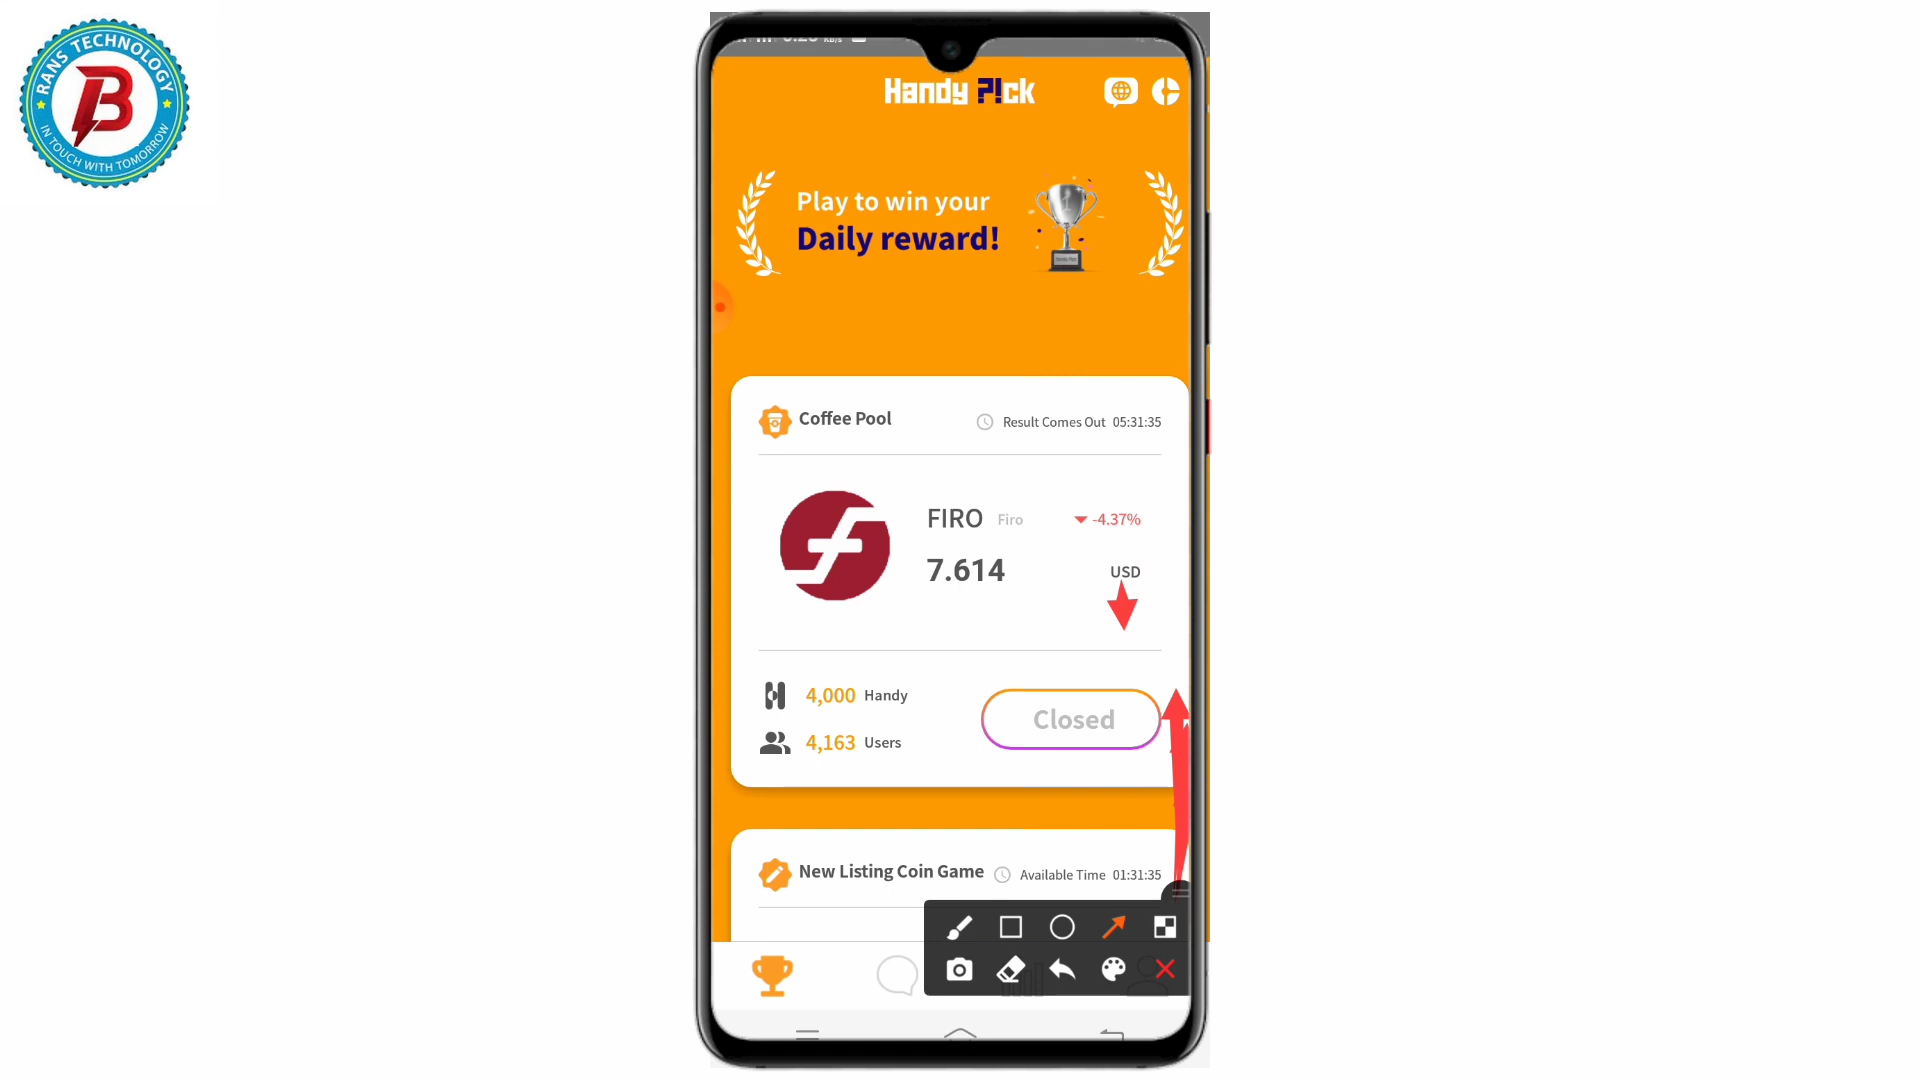 RANS TECHNOLOGY
B
IN TOUCH WITH TOMORROW
Handy ?!ck
Play to win your
Daily reward!
Coffee Pool
Result Comes Out 05:31:35
FIRO Firo -4.37%
7.614 USD
4,000 Handy
4,163 Users
Closed
New Listing Coin Game
Available Time 01:31:35